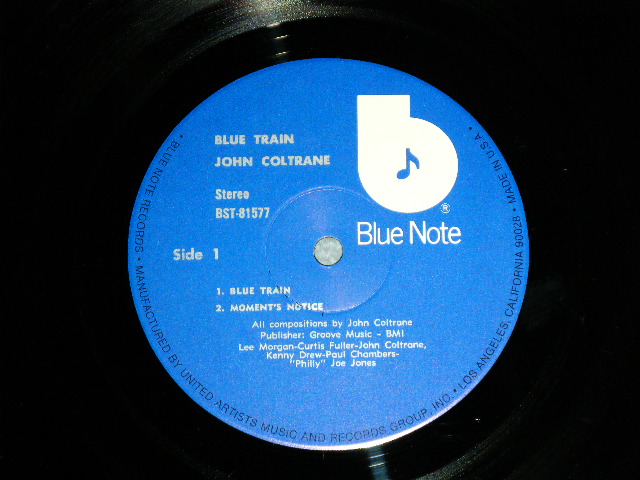 BLUE TRAIN
JOHN COLTRANE
Stereo
BST-81577
Side 1
b
®
Blue Note
1. BLUE TRAIN
2. MOMENT'S NOTICE
All compositions by John Coltrane
Publisher: Groove Music - BMI
Lee Morgan-Curtis Fuller-John Coltrane,
Kenny Drew-Paul Chambers-
"Philly" Joe Jones
• BLUE NOTE RECORDS • MANUFACTURED BY UNITED ARTISTS MUSIC AND RECORDS GROUP, INC. • LOS ANGELES, CALIFORNIA 90028 • MADE IN U.S.A •